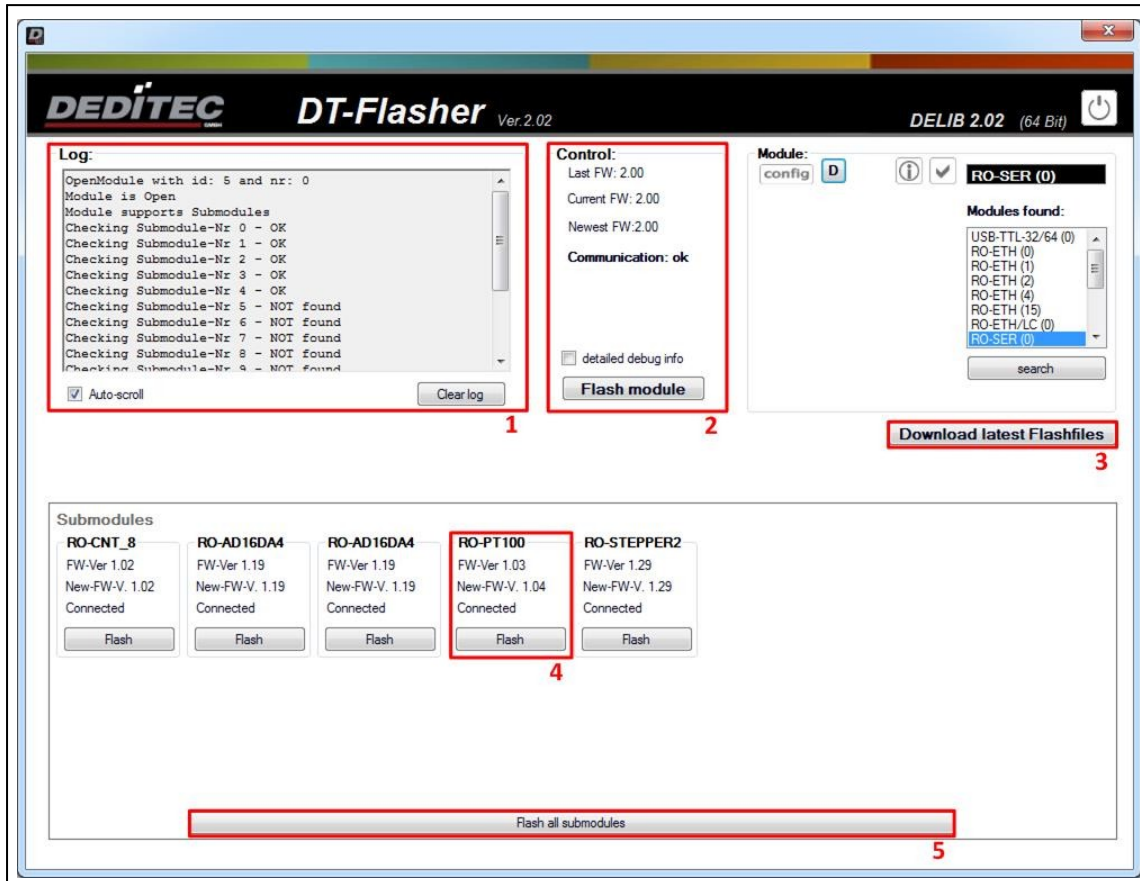 DEDITEC
GMBH
DT-Flasher Ver.2.02
DELIB 2.02 (64 Bit)
Log:
OpenModule with id: 5 and nr: 0
Module is Open
Module supports Submodules
Checking Submodule-Nr 0 - OK
Checking Submodule-Nr 1 - OK
Checking Submodule-Nr 2 - OK
Checking Submodule-Nr 3 - OK
Checking Submodule-Nr 4 - OK
Checking Submodule-Nr 5 - NOT found
Checking Submodule-Nr 6 - NOT found
Checking Submodule-Nr 7 - NOT found
Checking Submodule-Nr 8 - NOT found
Checking Submodule-Nr 9 - NOT found
Auto-scroll
Clear log
1
Control:
Last FW: 2.00
Current FW: 2.00
Newest FW:2.00
Communication: ok
detailed debug info
Flash module
2
Module:
config
D
RO-SER (0)
Modules found:
USB-TTL-32/64 (0)
RO-ETH (0)
RO-ETH (1)
RO-ETH (2)
RO-ETH (4)
RO-ETH (15)
RO-ETH/LC (0)
RO-SER (0)
search
Download latest Flashfiles
3
Submodules
RO-CNT_8
FW-Ver 1.02
New-FW-V. 1.02
Connected
Flash
RO-AD16DA4
FW-Ver 1.19
New-FW-V. 1.19
Connected
Flash
RO-AD16DA4
FW-Ver 1.19
New-FW-V. 1.19
Connected
Flash
RO-PT100
FW-Ver 1.03
New-FW-V. 1.04
Connected
Flash
4
RO-STEPPER2
FW-Ver 1.29
New-FW-V. 1.29
Connected
Flash
Flash all submodules
5